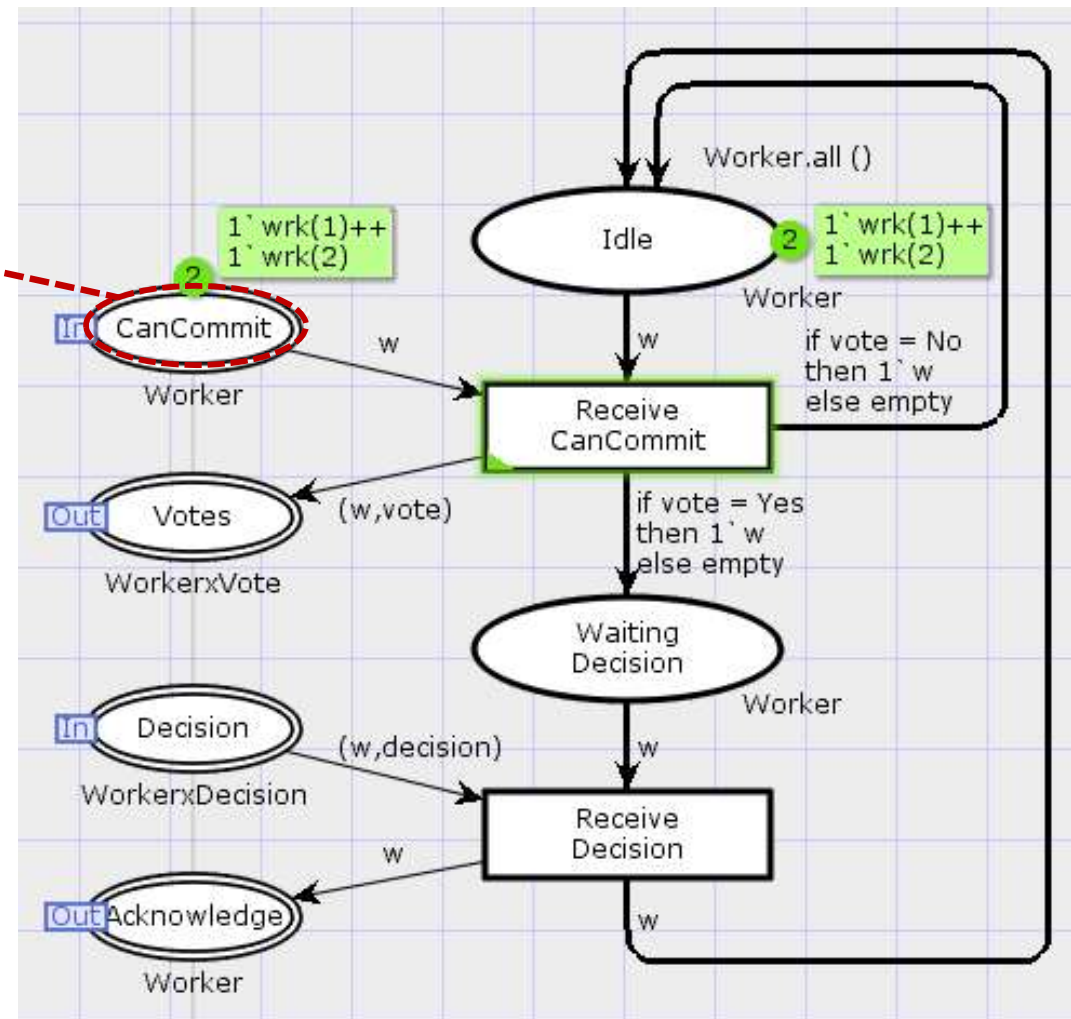 Worker.all ()
1`wrk(1)++
1`wrk(2)
2
Idle
2
1`wrk(1)++
1`wrk(2)
Worker
In
CanCommit
Worker
w
w
if vote = No
then 1`w
else empty
Receive
CanCommit
(w,vote)
Out
Votes
WorkerxVote
if vote = Yes
then 1`w
else empty
Waiting
Decision
Worker
In
Decision
WorkerxDecision
(w,decision)
w
Receive
Decision
w
Out
Acknowledge
Worker
w